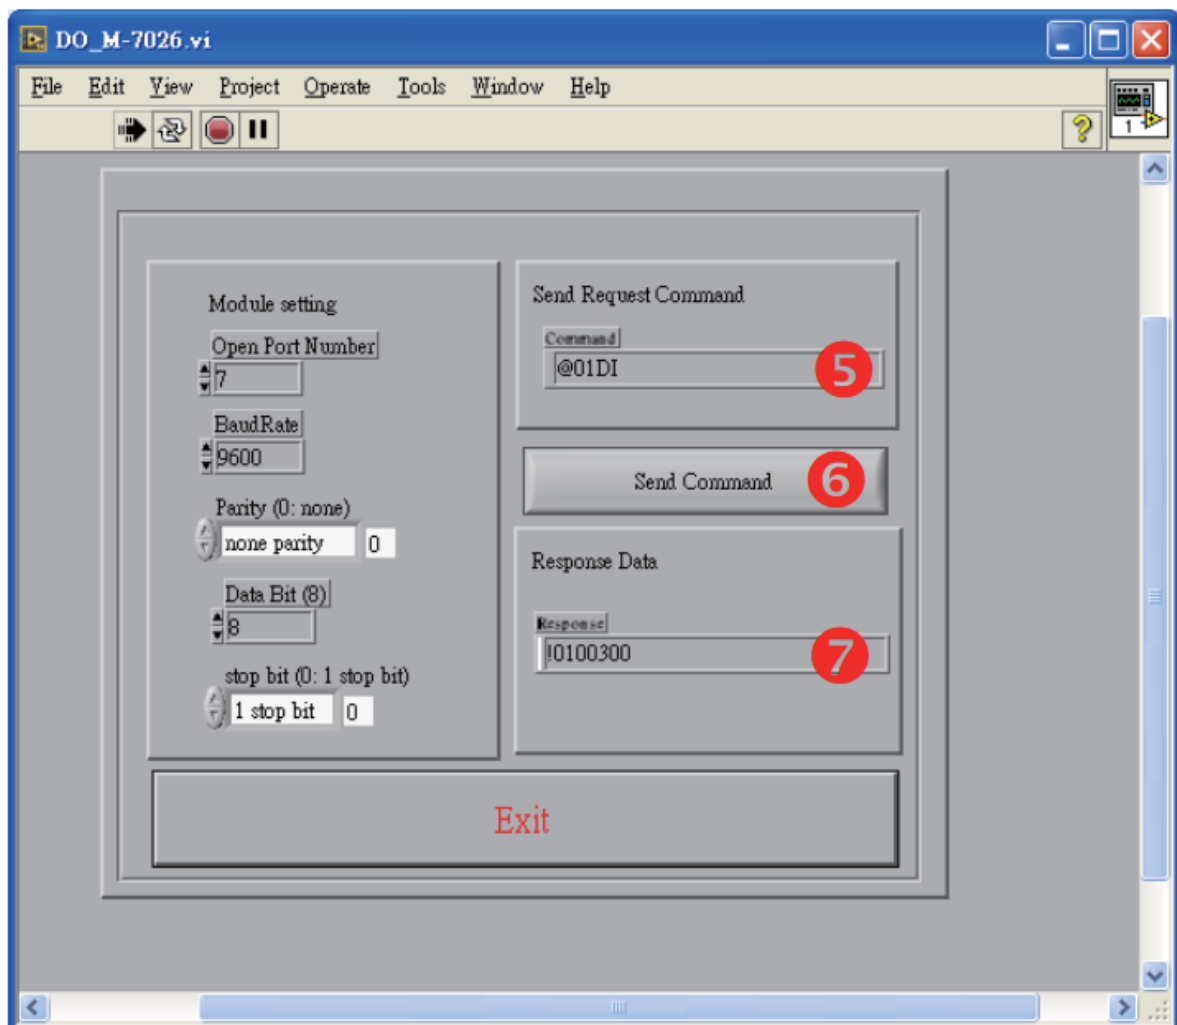 DO_M-7026.vi
File Edit View Project Operate Tools Window Help
?
1
Module setting
Open Port Number
7
BaudRate
9600
Parity (0: none)
none parity 0
Data Bit (8)
8
stop bit (0: 1 stop bit)
1 stop bit 0
Send Request Command
Command
@01DI
5
Send Command
6
Response Data
Response
!0100300
7
Exit